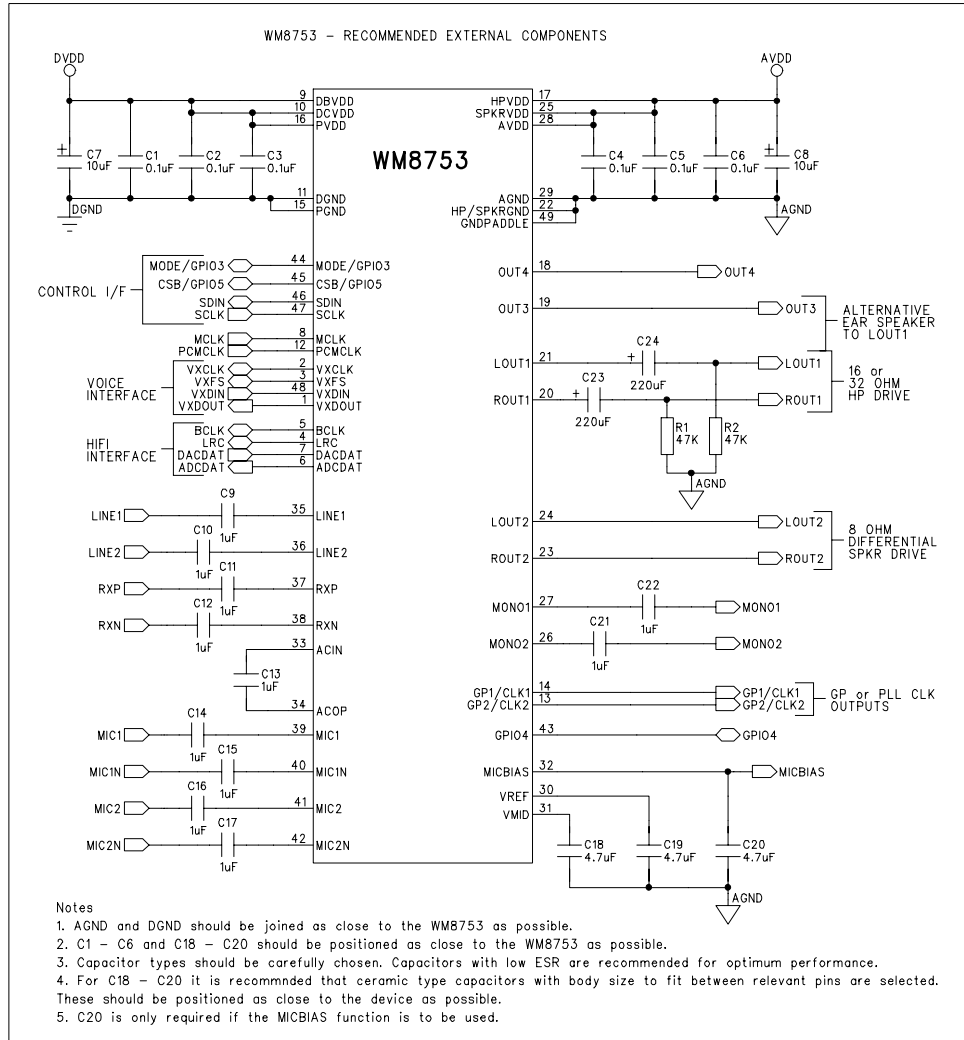 WM8753 – RECOMMENDED EXTERNAL COMPONENTS
DVDD
AVDD
9 DBVDD
10 DCVDD
16 PVDD
HPVDD 17
SPKRVDD 25
AVDD 28
WM8753
+ C7 10uF
C1 0.1uF
C2 0.1uF
C3 0.1uF
C4 0.1uF
C5 0.1uF
C6 0.1uF
+ C8 10uF
11 DGND
15 PGND
DGND
AGND 29
HP/SPKRGND 22
GNDPADDLE 49
AGND
CONTROL I/F
MODE/GPIO3 44 MODE/GPIO3
CSB/GPIO5 45 CSB/GPIO5
SDIN 46 SDIN
SCLK 47 SCLK
MCLK 8 MCLK
PCMCLK 12 PCMCLK
VOICE
INTERFACE
VXCLK 2 VXCLK
VXFS 3 VXFS
VXDIN 48 VXDIN
VXDOUT 1 VXDOUT
HIFI
INTERFACE
BCLK 5 BCLK
LRC 4 LRC
DACDAT 7 DACDAT
ADCDAT 6 ADCDAT
LINE1 C9 1uF 35 LINE1
LINE2 C10 1uF 36 LINE2
RXP C11 1uF 37 RXP
RXN C12 1uF 38 RXN
33 ACIN
C13 1uF
34 ACOP
MIC1 C14 1uF 39 MIC1
MIC1N C15 1uF 40 MIC1N
MIC2 C16 1uF 41 MIC2
MIC2N C17 1uF 42 MIC2N
OUT4 18 OUT4
OUT3 19 OUT3
ALTERNATIVE
EAR SPEAKER
TO LOUT1
LOUT1 21 + C24 220uF LOUT1
ROUT1 20 + C23 220uF ROUT1
16 or
32 OHM
HP DRIVE
R1 47K
R2 47K
AGND
LOUT2 24 LOUT2
ROUT2 23 ROUT2
8 OHM
DIFFERENTIAL
SPKR DRIVE
MONO1 27 C22 1uF MONO1
MONO2 26 C21 1uF MONO2
GP1/CLK1 14 GP1/CLK1
GP2/CLK2 13 GP2/CLK2
GP or PLL CLK
OUTPUTS
GPIO4 43 GPIO4
MICBIAS 32 MICBIAS
VREF 30
VMID 31
C18 4.7uF
C19 4.7uF
C20 4.7uF
AGND
Notes
1. AGND and DGND should be joined as close to the WM8753 as possible.
2. C1 – C6 and C18 – C20 should be positioned as close to the WM8753 as possible.
3. Capacitor types should be carefully chosen. Capacitors with low ESR are recommended for optimum performance.
4. For C18 – C20 it is recommnded that ceramic type capacitors with body size to fit between relevant pins are selected.
These should be positioned as close to the device as possible.
5. C20 is only required if the MICBIAS function is to be used.